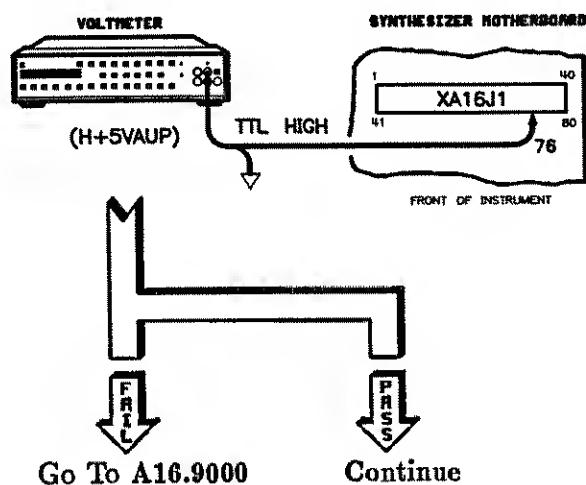 VOLTMETER
SYNTHESIZER MOTHERBOARD
1
40
XA16J1
41
80
76
(H+5VAUP)
TTL HIGH
FRONT OF INSTRUMENT
FAIL
PASS
Go To A16.9000
Continue